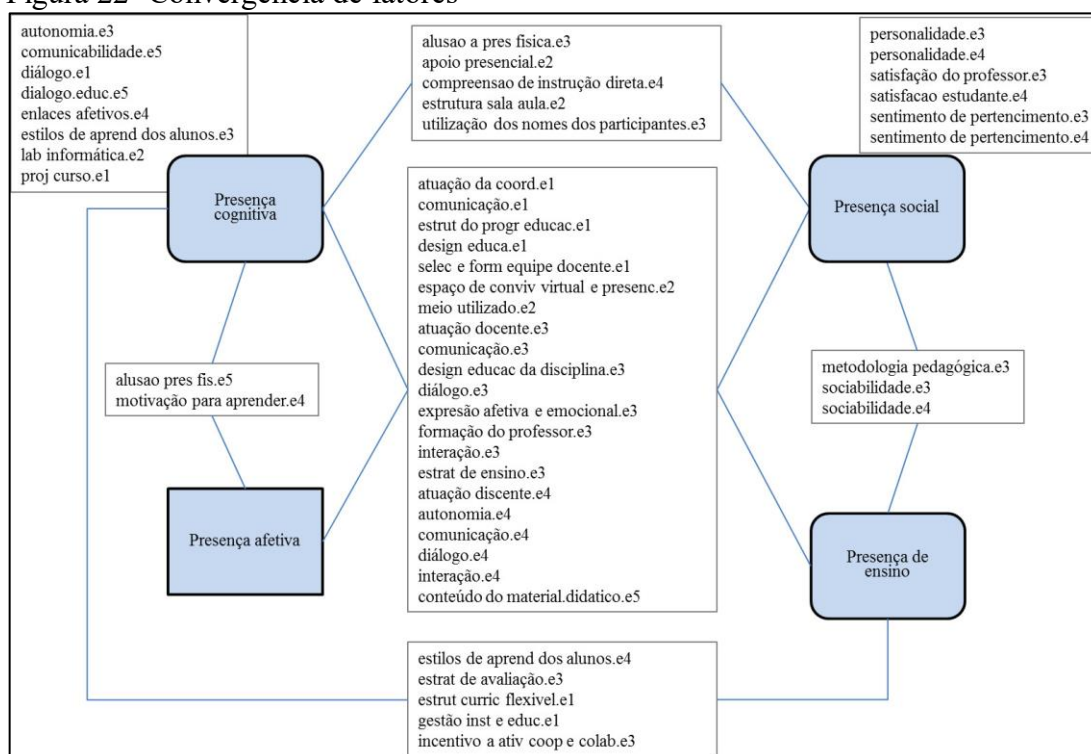 Figura 22- Convergência de fatores
autonomia.e3
comunicabilidade.e5
diálogo.e1
dialogo.educ.e5
enlaces afetivos.e4
estilos de aprend dos alunos.e3
lab informática.e2
proj curso.e1
alusao a pres fisica.e3
apoio presencial.e2
compreensao de instrução direta.e4
estrutura sala aula.e2
utilização dos nomes dos participantes.e3
personalidade.e3
personalidade.e4
satisfação do professor.e3
satisfacao estudante.e4
sentimento de pertencimento.e3
sentimento de pertencimento.e4
Presença
cognitiva
Presença social
atuação da coord.e1
comunicação.e1
estrut do progr educac.e1
design educa.e1
selec e form equipe docente.e1
espaço de conviv virtual e presenc.e2
meio utilizado.e2
atuação docente.e3
comunicação.e3
design educac da disciplina.e3
diálogo.e3
expresão afetiva e emocional.e3
formação do professor.e3
interação.e3
estrat de ensino.e3
atuação discente.e4
autonomia.e4
comunicação.e4
diálogo.e4
interação.e4
conteúdo do material.didatico.e5
alusao pres fis.e5
motivação para aprender.e4
metodologia pedagógica.e3
sociabilidade.e3
sociabilidade.e4
Presença afetiva
Presença de
ensino
estilos de aprend dos alunos.e4
estrat de avaliação.e3
estrut curric flexivel.e1
gestão inst e educ.e1
incentivo a ativ coop e colab.e3